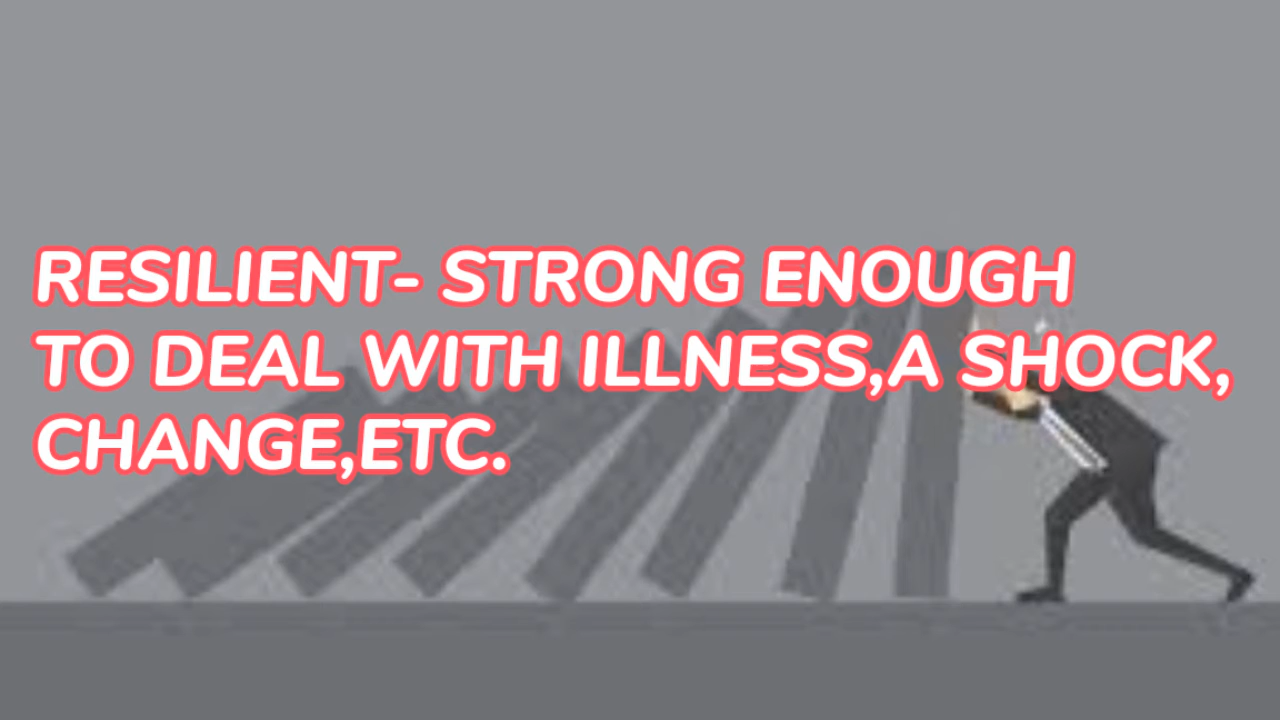 RESILIENT- STRONG ENOUGH
TO DEAL WITH ILLNESS,A SHOCK,
CHANGE,ETC.